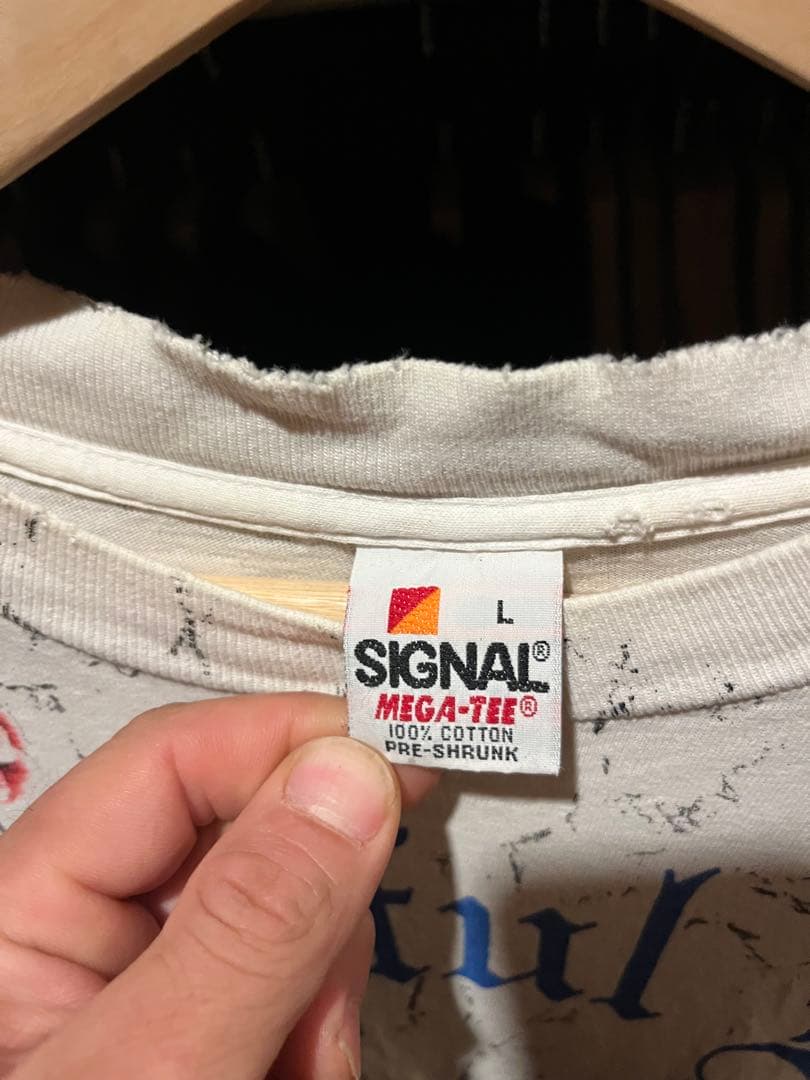 L
SIGNAL®
MEGA-TEE®
100% COTTON
PRE-SHRUNK